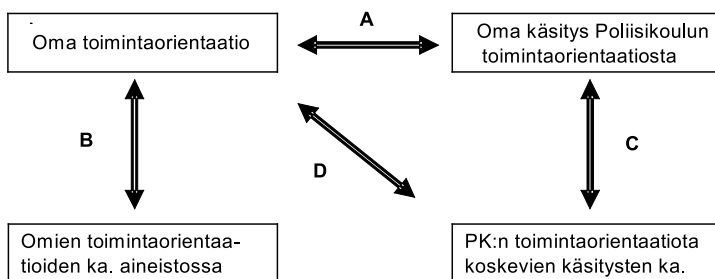 A
Oma toimintaorientaatio
Oma käsitys Poliisikoulun
toimintaorientaatiosta
B
C
D
Omien toimintaorientaa-
tioiden ka. aineistossa
PK:n toimintaorientaatiota
koskevien käsitysten ka.